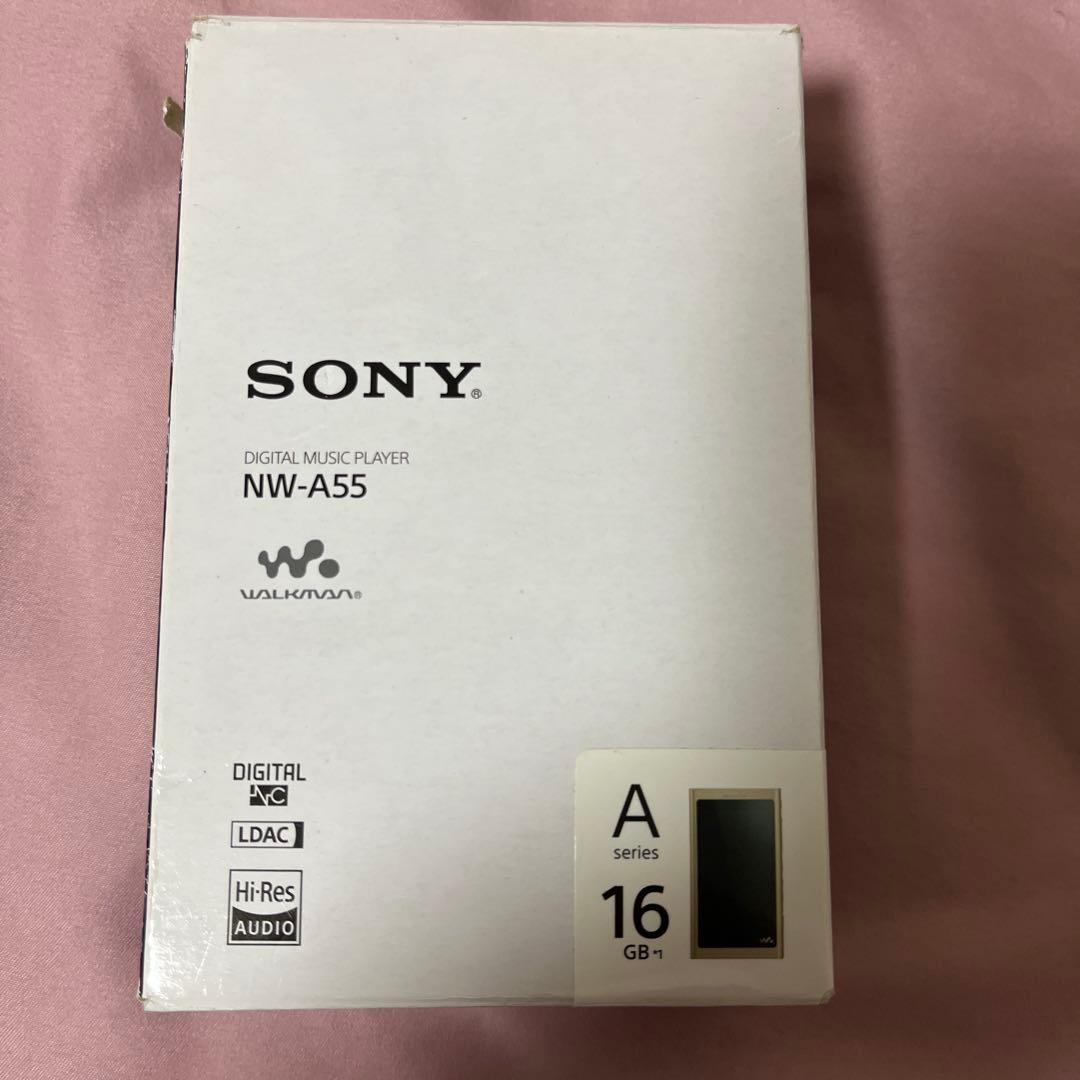 SONY®
DIGITAL MUSIC PLAYER
NW-A55
WALKMAN®
DIGITAL
NC
LDAC
Hi-Res
AUDIO
A
series
16
GB *1